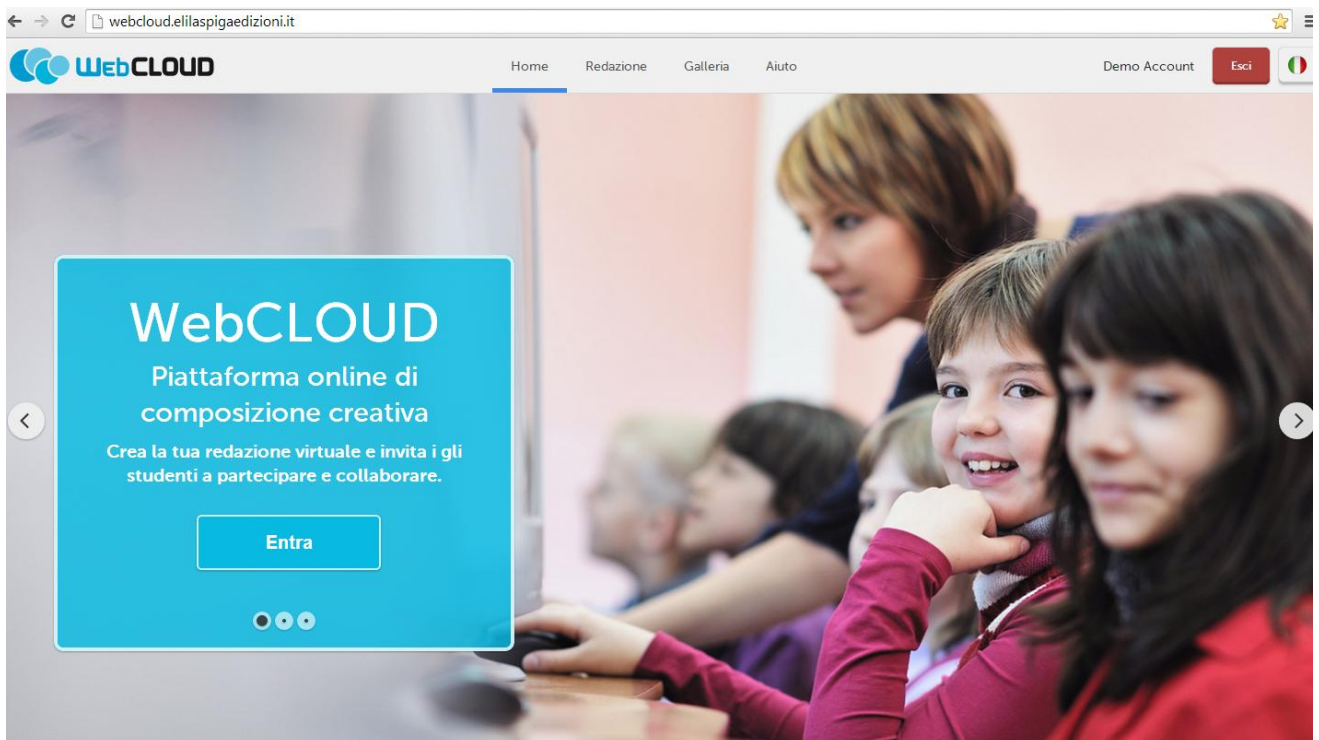 webcloud.elilaspigaedizioni.it
WebCLOUD
Home Redazione Galleria Aiuto Demo Account Esci
WebCLOUD
Piattaforma online di
composizione creativa
Crea la tua redazione virtuale e invita i gli
studenti a partecipare e collaborare.
Entra